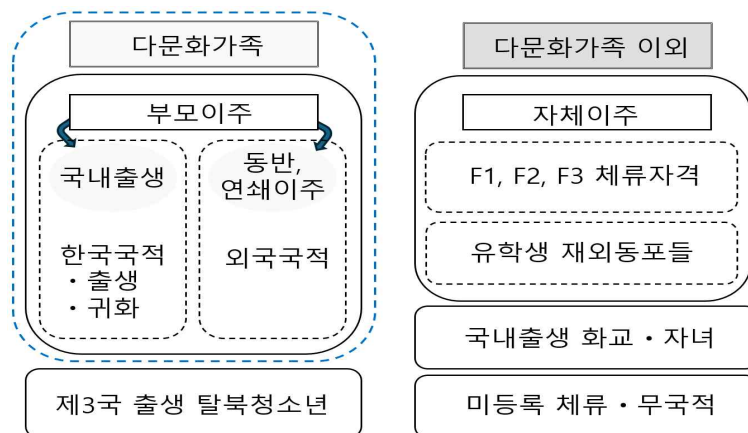 다문화가족
부모이주
국내출생
한국국적
・출생
・귀화
동반,
연쇄이주
외국국적
제3국 출생 탈북청소년
다문화가족 이외
자체이주
F1, F2, F3 체류자격
유학생 재외동포들
국내출생 화교・자녀
미등록 체류・무국적